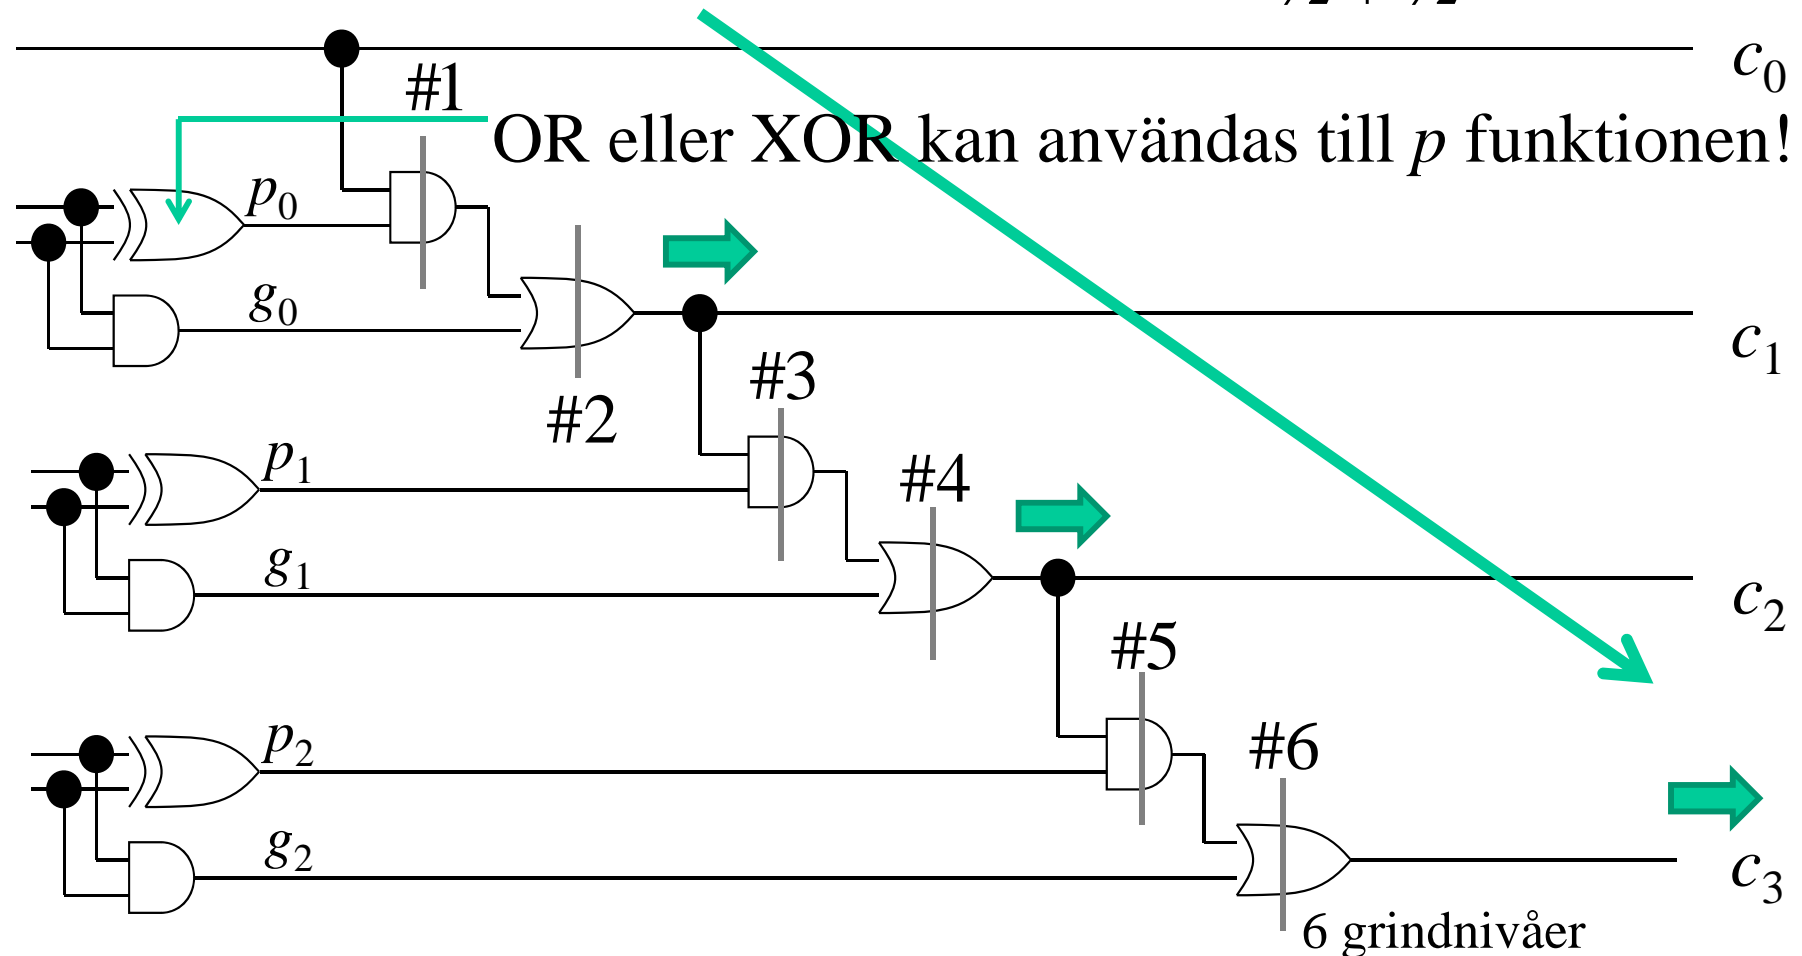 c0
#1
OR eller XOR kan användas till p funktionen!
p0
g0
c1
#3
#2
p1
#4
g1
c2
#5
p2
#6
g2
c3
6 grindnivåer